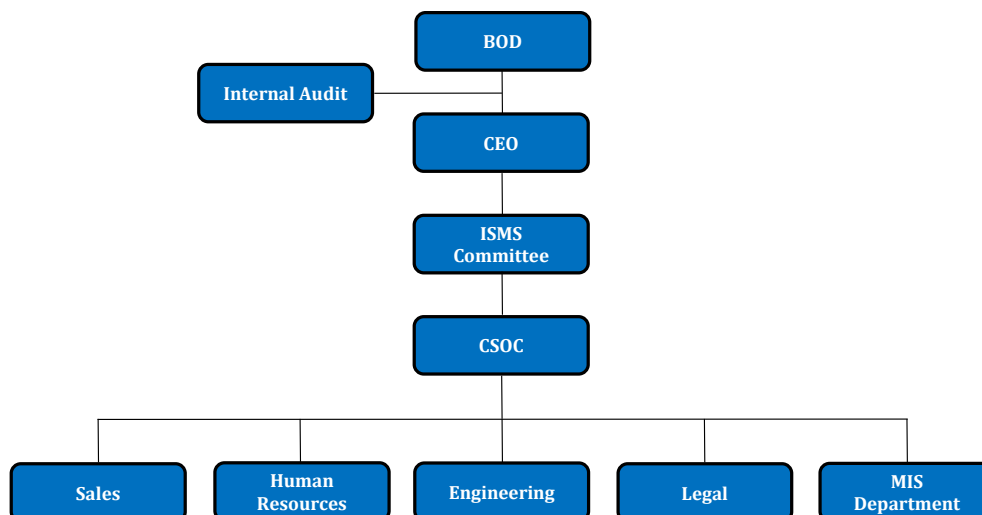 BOD
Internal Audit
CEO
ISMS
Committee
CSOC
Sales
Human
Resources
Engineering
Legal
MIS
Department